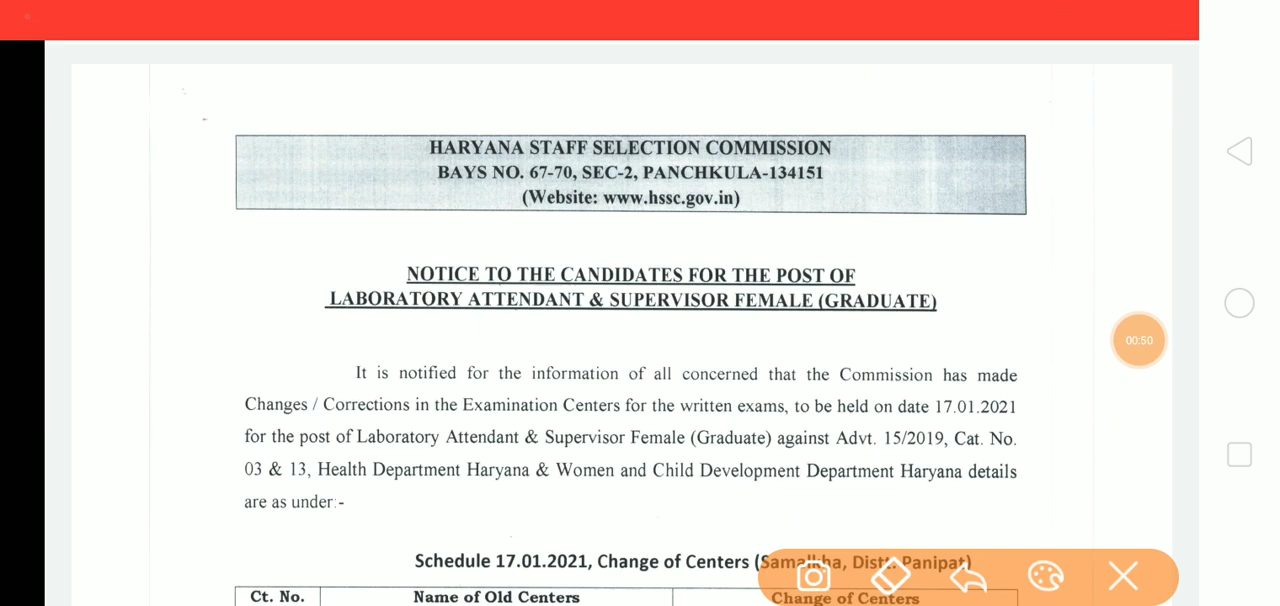 HARYANA STAFF SELECTION COMMISSION
BAYS NO. 67-70, SEC-2, PANCHKULA-134151
(Website: www.hssc.gov.in)
NOTICE TO THE CANDIDATES FOR THE POST OF
LABORATORY ATTENDANT & SUPERVISOR FEMALE (GRADUATE)
It is notified for the information of all concerned that the Commission has made
Changes / Corrections in the Examination Centers for the written exams, to be held on date 17.01.2021
for the post of Laboratory Attendant & Supervisor Female (Graduate) against Advt. 15/2019, Cat. No.
03 & 13, Health Department Haryana & Women and Child Development Department Haryana details
are as under:-
00:50
Schedule 17.01.2021, Change of Centers (Samalkha, Distt. Panipat)
Ct. No. Name of Old Centers Change of Centers